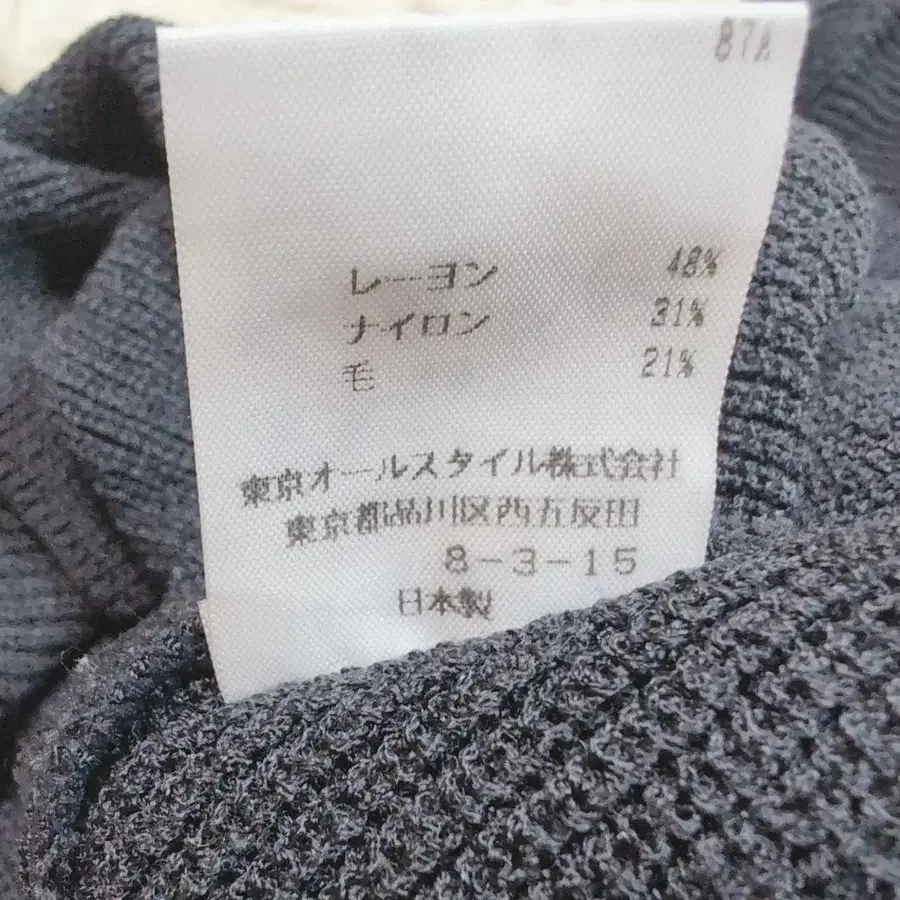 87A
レーヨン 48%
ナイロン 31%
毛 21%
東京オールスタイル株式会社
東京都品川区西五反田
8-3-15
日本製